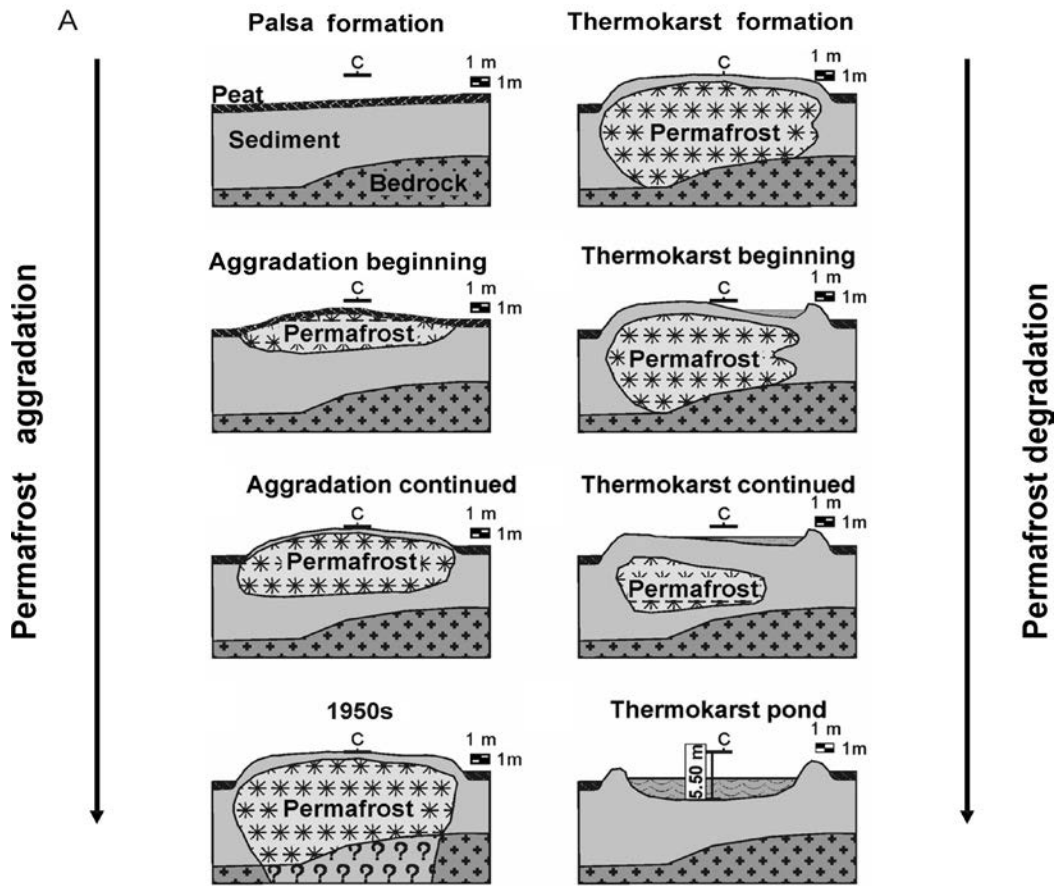 A
Palsa formation
C
1 m
1m
Peat
Sediment
Bedrock
Aggradation beginning
C
1 m
1m
Permafrost
Aggradation continued
C
1 m
1m
Permafrost
1950s
C
1 m
1m
Permafrost
? ? ? ? ? ?
? ? ? ? ? ? ?
Permafrost aggradation
Thermokarst formation
C
1 m
1m
Permafrost
Thermokarst beginning
C
1 m
1m
Permafrost
Thermokarst continued
C
1 m
1m
Permafrost
Thermokarst pond
C
1 m
1m
5.50 m
Permafrost degradation